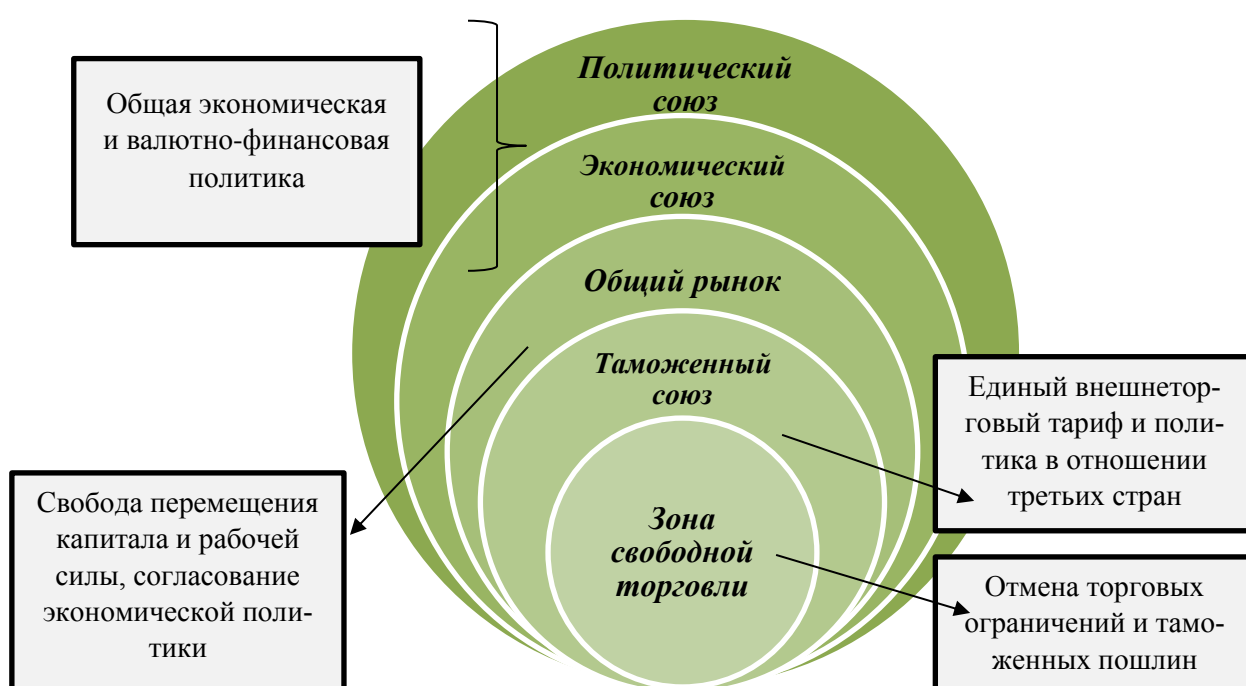 Политический
союз
Общая экономическая
и валютно-финансовая
политика
Экономический
союз
Общий рынок
Таможенный
союз
Единый внешнетор-
говый тариф и поли-
тика в отношении
третьих стран
Свобода перемещения
капитала и рабочей
силы, согласование
экономической поли-
тики
Зона
свободной
торговли
Отмена торговых
ограничений и тамо-
женных пошлин